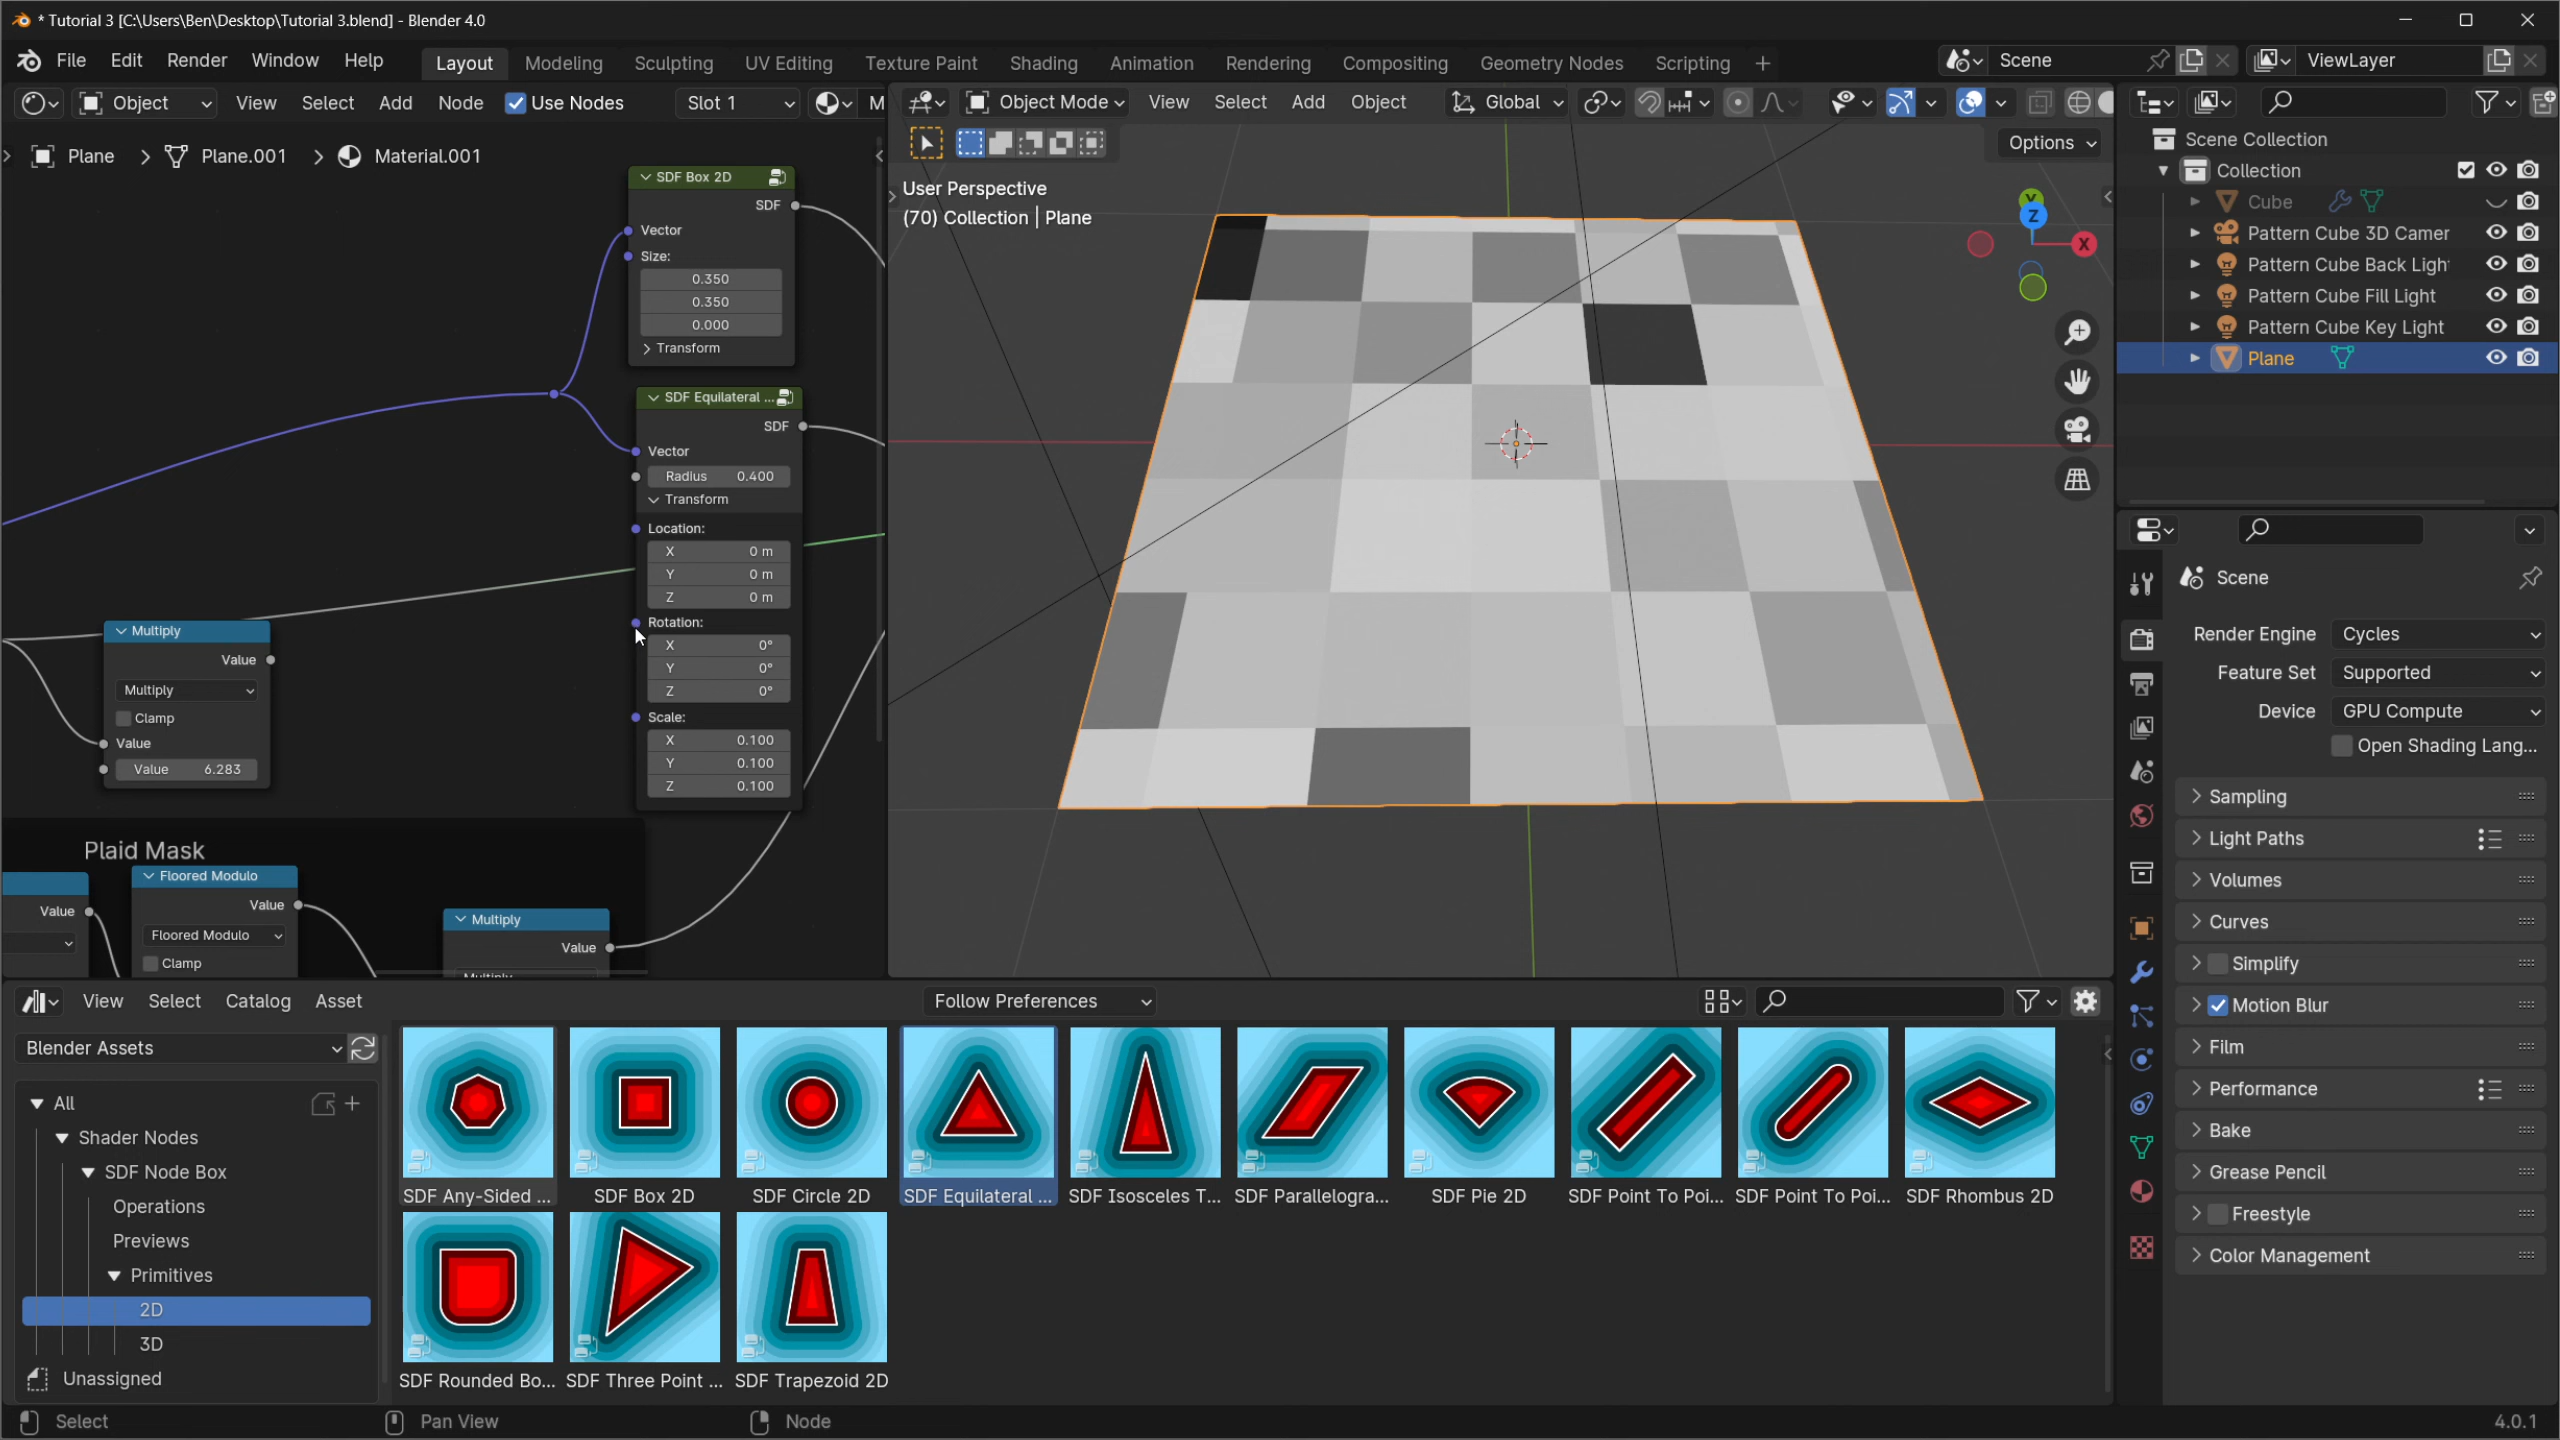 * Tutorial 3 [C:\Users\Ben\Desktop\Tutorial 3.blend] - Blender 4.0
File Edit Render Window Help Layout Modeling Sculpting UV Editing Texture Paint Shading Animation Rendering Compositing Geometry Nodes Scripting + Scene ViewLayer
Object View Select Add Node Use Nodes Slot 1 M
Plane > Plane.001 > Material.001
SDF Box 2D
SDF
Vector
Size:
0.350
0.350
0.000
Transform
SDF Equilateral ...
SDF
Vector
Radius 0.400
Transform
Location:
X 0 m
Y 0 m
Z 0 m
Rotation:
X 0°
Y 0°
Z 0°
Scale:
X 0.100
Y 0.100
Z 0.100
Multiply
Value
Multiply
Clamp
Value
Value 6.283
Plaid Mask
Value
Floored Modulo
Value
Floored Modulo
Clamp
Multiply
Value
Multiply
Object Mode View Select Add Object Global
Options
User Perspective
(70) Collection | Plane
Y
Z
X
Scene Collection
Collection
Cube
Pattern Cube 3D Camer
Pattern Cube Back Ligh
Pattern Cube Fill Light
Pattern Cube Key Light
Plane
Scene
Render Engine Cycles
Feature Set Supported
Device GPU Compute
Open Shading Lang...
Sampling
Light Paths
Volumes
Curves
Simplify
Motion Blur
Film
Performance
Bake
Grease Pencil
Freestyle
Color Management
View Select Catalog Asset Follow Preferences
Blender Assets
All
Shader Nodes
SDF Node Box
Operations
Previews
Primitives
2D
3D
Unassigned
SDF Any-Sided ... SDF Box 2D SDF Circle 2D SDF Equilateral ... SDF Isosceles T... SDF Parallelogra... SDF Pie 2D SDF Point To Poi... SDF Point To Poi... SDF Rhombus 2D
SDF Rounded Bo... SDF Three Point ... SDF Trapezoid 2D
Select Pan View Node 4.0.1